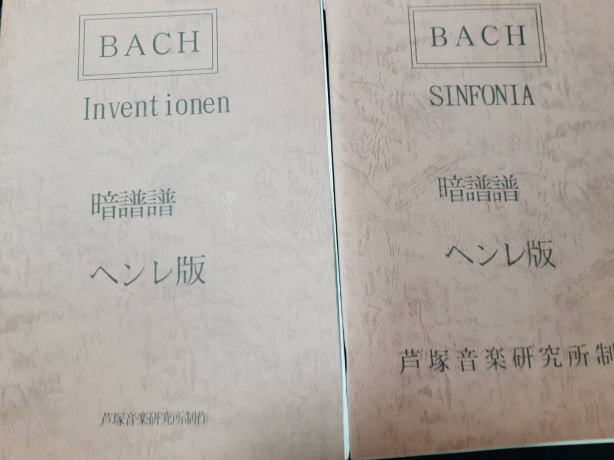 BACH
Inventionen
暗譜譜
ヘンレ版
芦塚音楽研究所制作
BACH
SINFONIA
暗譜譜
ヘンレ版
芦塚音楽研究所制